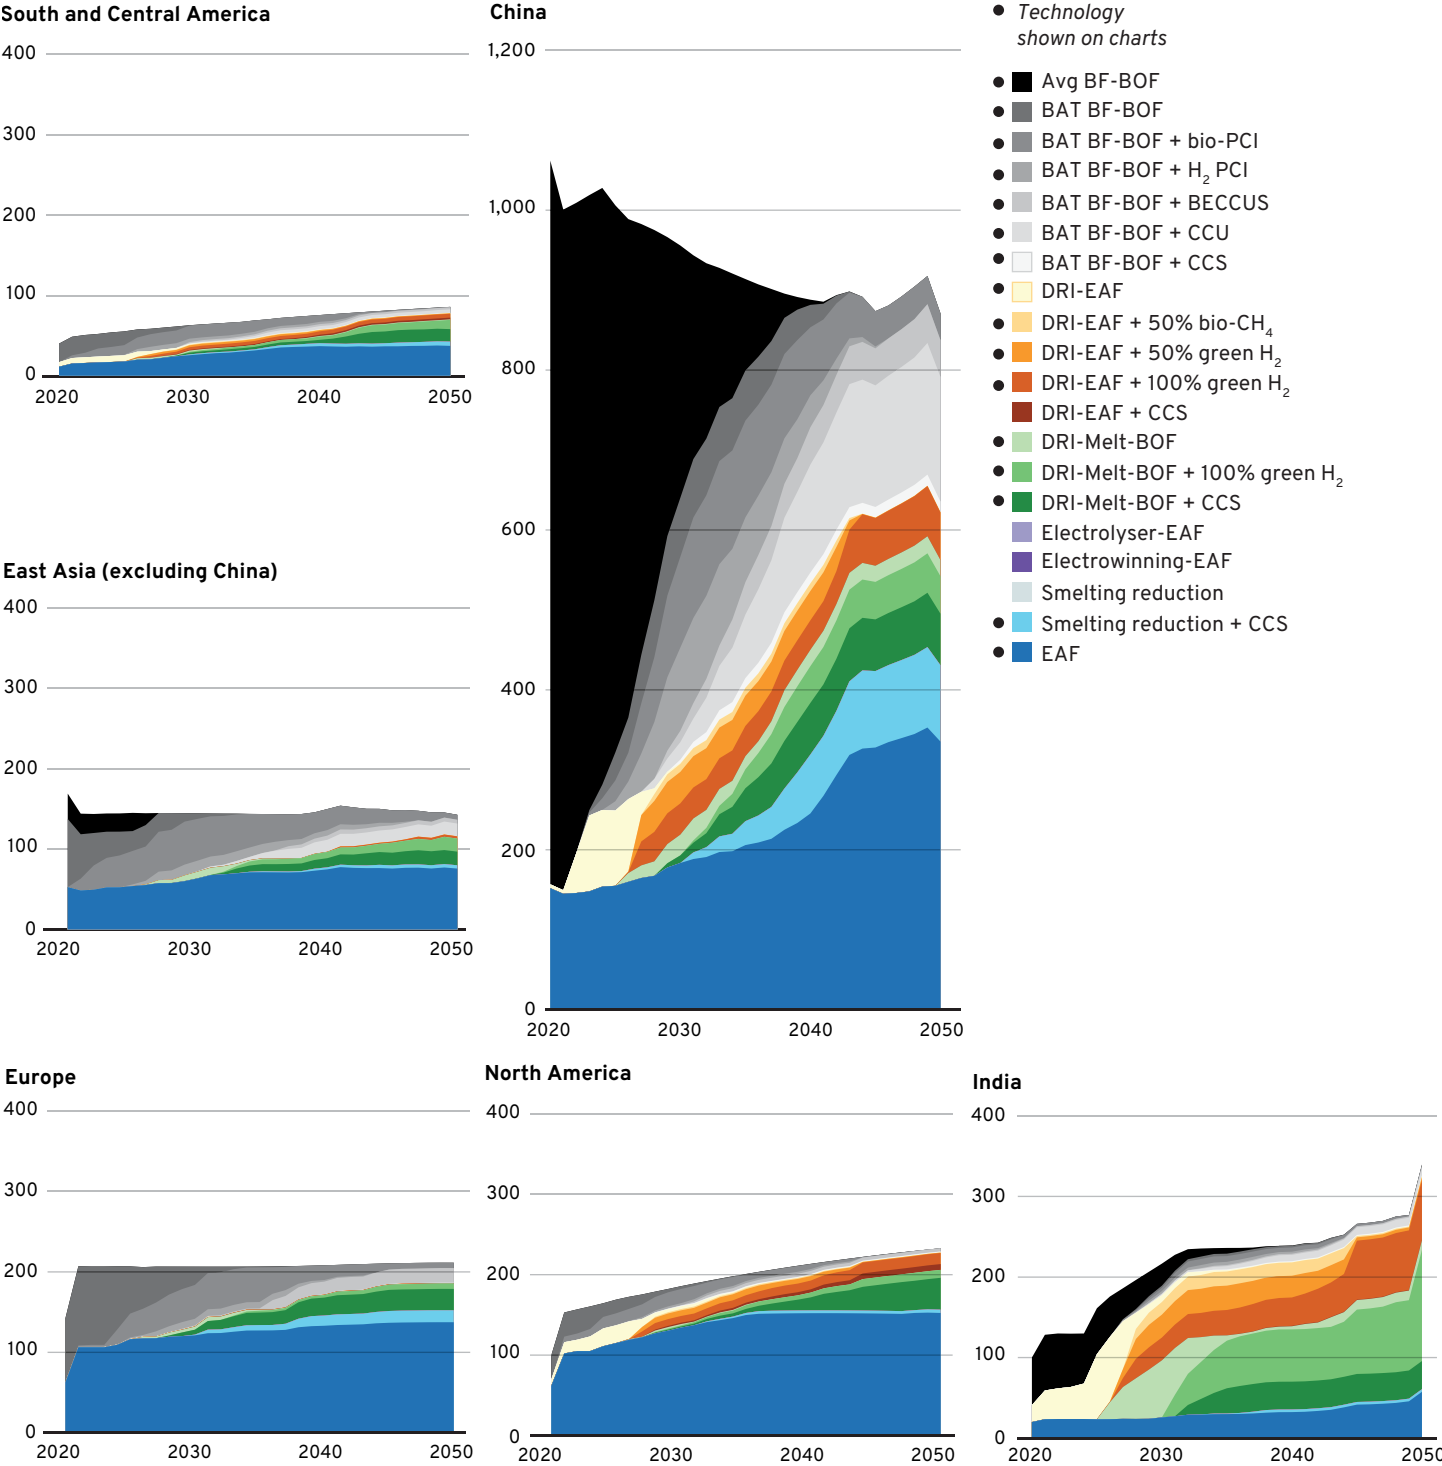 South and Central America
400
300
200
100
0
2020 2030 2040 2050
China
1,200
1,000
800
600
400
200
0
2020 2030 2040 2050
Technology
shown on charts
Avg BF-BOF
BAT BF-BOF
BAT BF-BOF + bio-PCI
BAT BF-BOF + H₂ PCI
BAT BF-BOF + BECCUS
BAT BF-BOF + CCU
BAT BF-BOF + CCS
DRI-EAF
DRI-EAF + 50% bio-CH₄
DRI-EAF + 50% green H₂
DRI-EAF + 100% green H₂
DRI-EAF + CCS
DRI-Melt-BOF
DRI-Melt-BOF + 100% green H₂
DRI-Melt-BOF + CCS
Electrolyser-EAF
Electrowinning-EAF
Smelting reduction
Smelting reduction + CCS
EAF
East Asia (excluding China)
400
300
200
100
0
2020 2030 2040 2050
Europe
400
300
200
100
0
2020 2030 2040 2050
North America
400
300
200
100
0
2020 2030 2040 2050
India
400
300
200
100
0
2020 2030 2040 2050